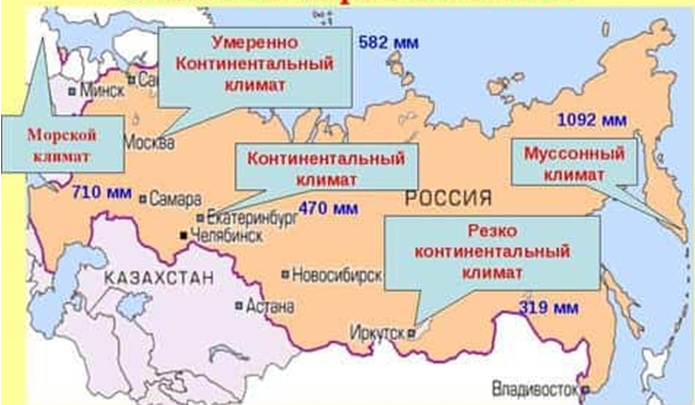 Умеренно
Континентальный
климат
582 мм
Минск
Морской
климат
Москва
1092 мм
Континентальный
климат
Муссонный
климат
710 мм
Самара
РОССИЯ
470 мм
Екатеринбург
Челябинск
Резко
континентальный
климат
КАЗАХСТАН
Новосибирск
Астана
319 мм
Иркутск
Владивосток